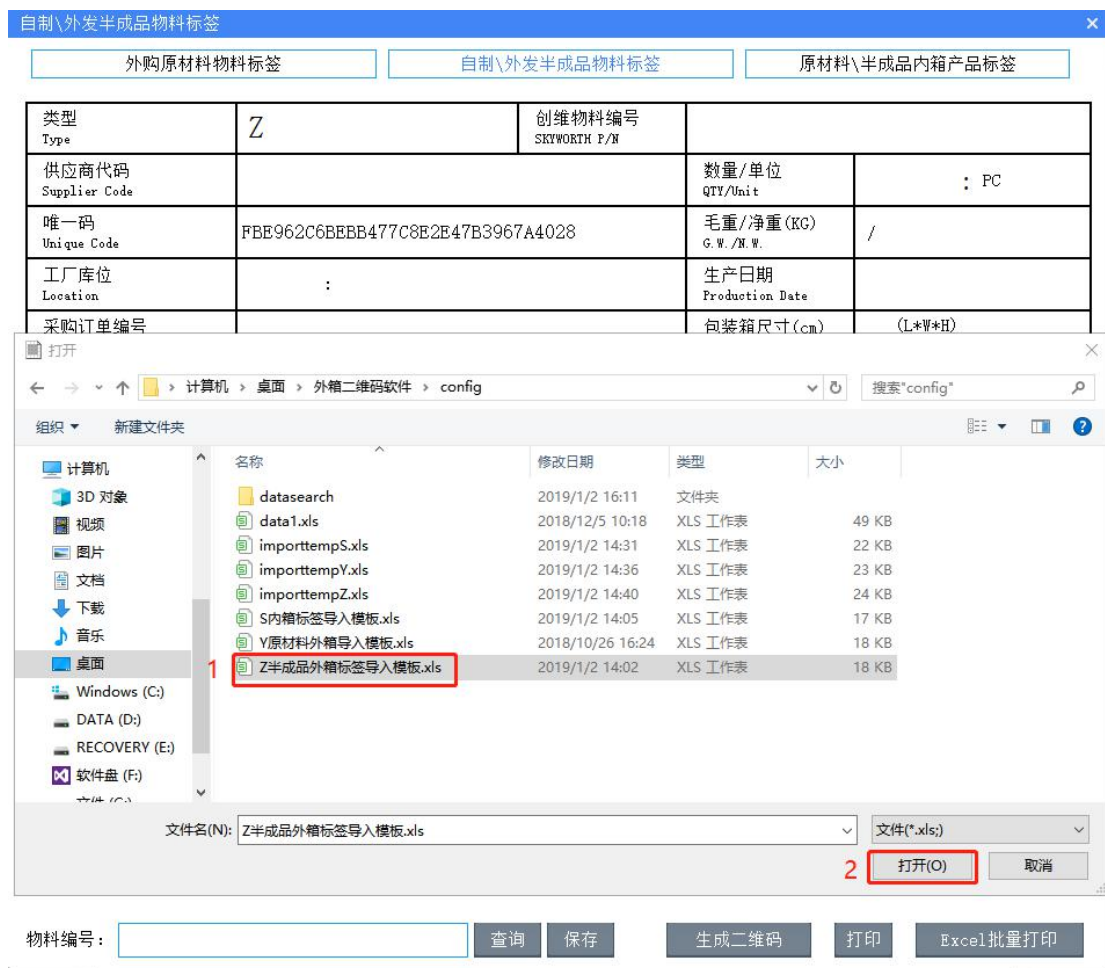 自制\外发半成品物料标签 ×
外购原材料物料标签 自制\外发半成品物料标签 原材料\半成品内箱产品标签
类型 Z 创维物料编号
Type SKYWORTH P/N
供应商代码 数量/单位 : PC
Supplier Code QTY/Unit
唯一码 FBE962C6BEBB477C8E2E47B3967A4028 毛重/净重(KG) /
Unique Code G.W./N.W.
工厂库位 : 生产日期
Location Production Date
采购订单编号 包装箱尺寸(cm) (L*W*H)
打开
计算机 > 桌面 > 外箱二维码软件 > config 搜索"config"
组织 新建文件夹
名称 修改日期 类型 大小
计算机
3D 对象 datasearch 2019/1/2 16:11 文件夹
视频 data1.xls 2018/12/5 10:18 XLS 工作表 49 KB
图片 importtempS.xls 2019/1/2 14:31 XLS 工作表 22 KB
文档 importtempY.xls 2019/1/2 14:36 XLS 工作表 23 KB
下载 importtempZ.xls 2019/1/2 14:40 XLS 工作表 24 KB
音乐 S内箱标签导入模板.xls 2019/1/2 14:05 XLS 工作表 17 KB
桌面 Y原材料外箱导入模板.xls 2018/10/26 16:24 XLS 工作表 18 KB
1 Z半成品外箱标签导入模板.xls 2019/1/2 14:02 XLS 工作表 18 KB
Windows (C:)
DATA (D:)
RECOVERY (E:)
软件盘 (F:)
文件名(N): Z半成品外箱标签导入模板.xls 文件(*.xls;)
2 打开(O) 取消
物料编号: 查询 保存 生成二维码 打印 Excel批量打印